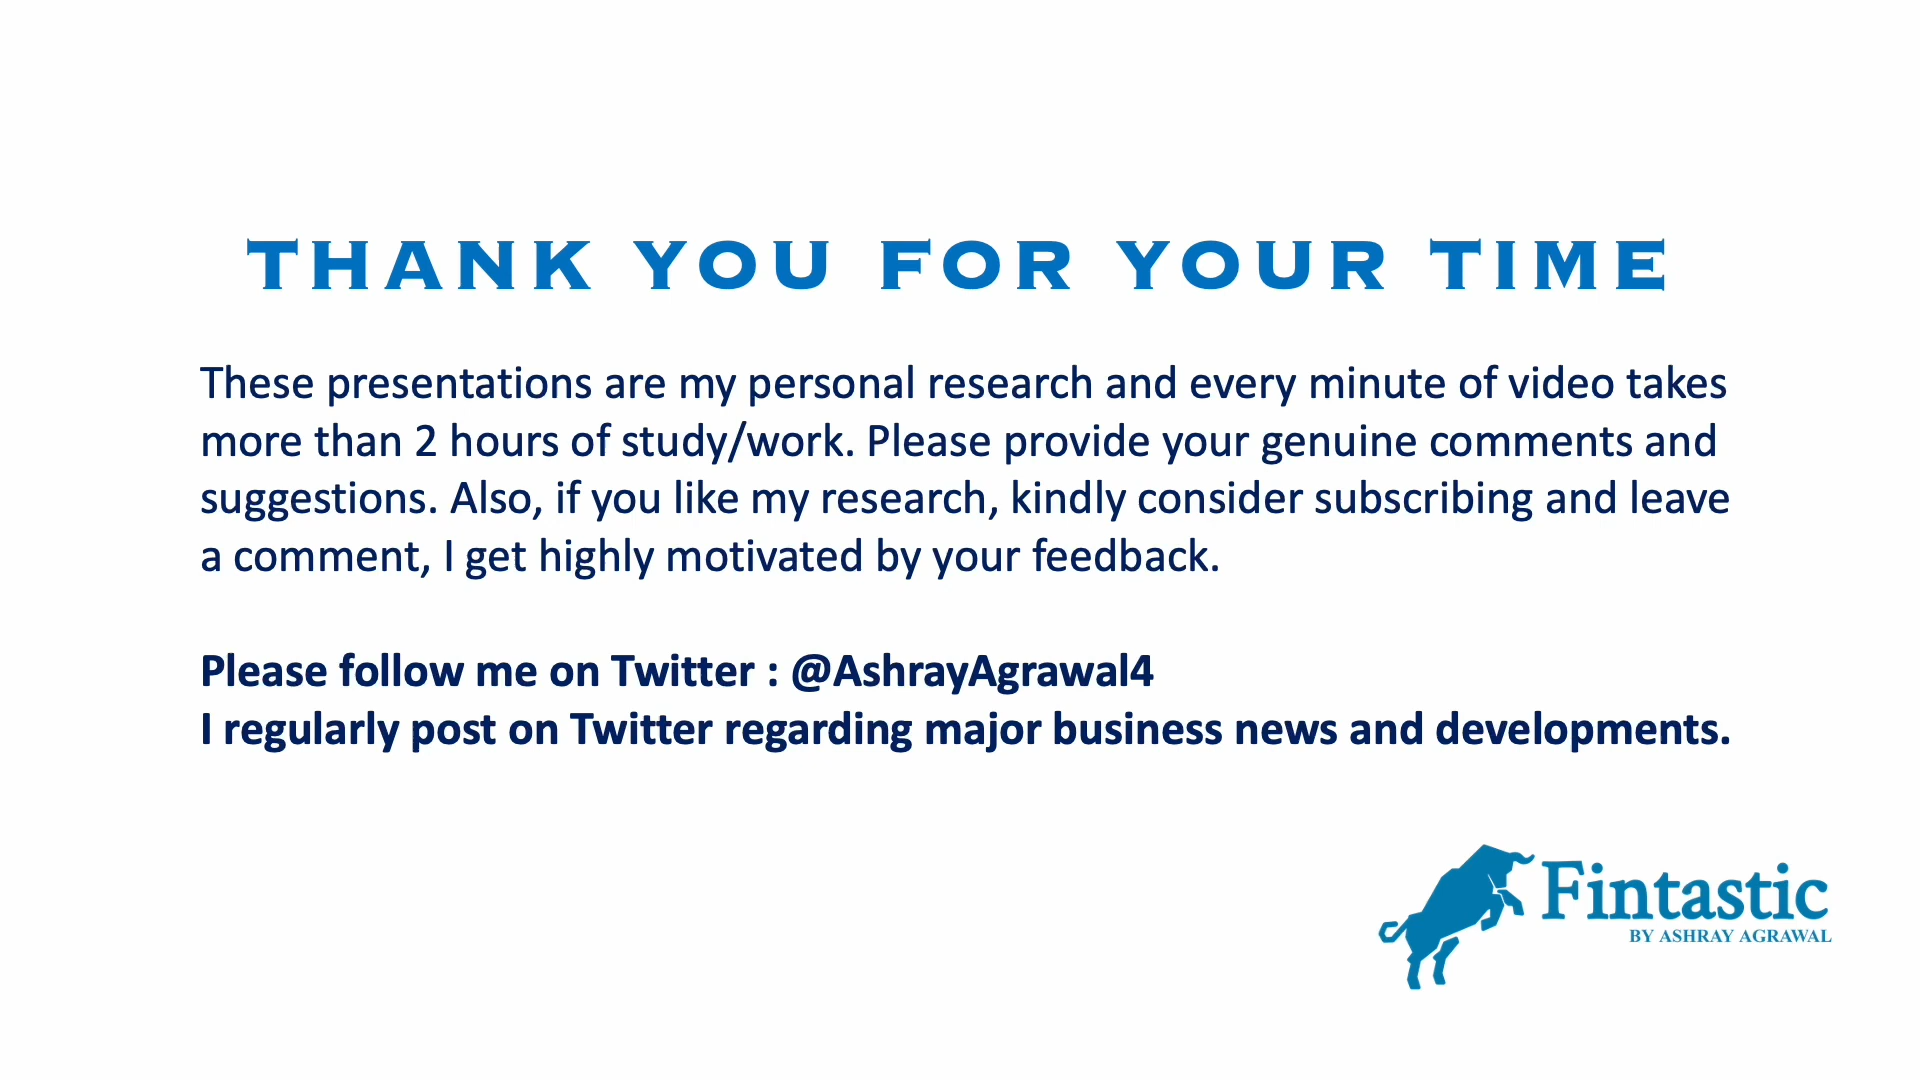 THANK YOU FOR YOUR TIME
These presentations are my personal research and every minute of video takes
more than 2 hours of study/work. Please provide your genuine comments and
suggestions. Also, if you like my research, kindly consider subscribing and leave
a comment, I get highly motivated by your feedback.
Please follow me on Twitter : @AshrayAgrawal4
I regularly post on Twitter regarding major business news and developments.
Fintastic
BY ASHRAY AGRAWAL